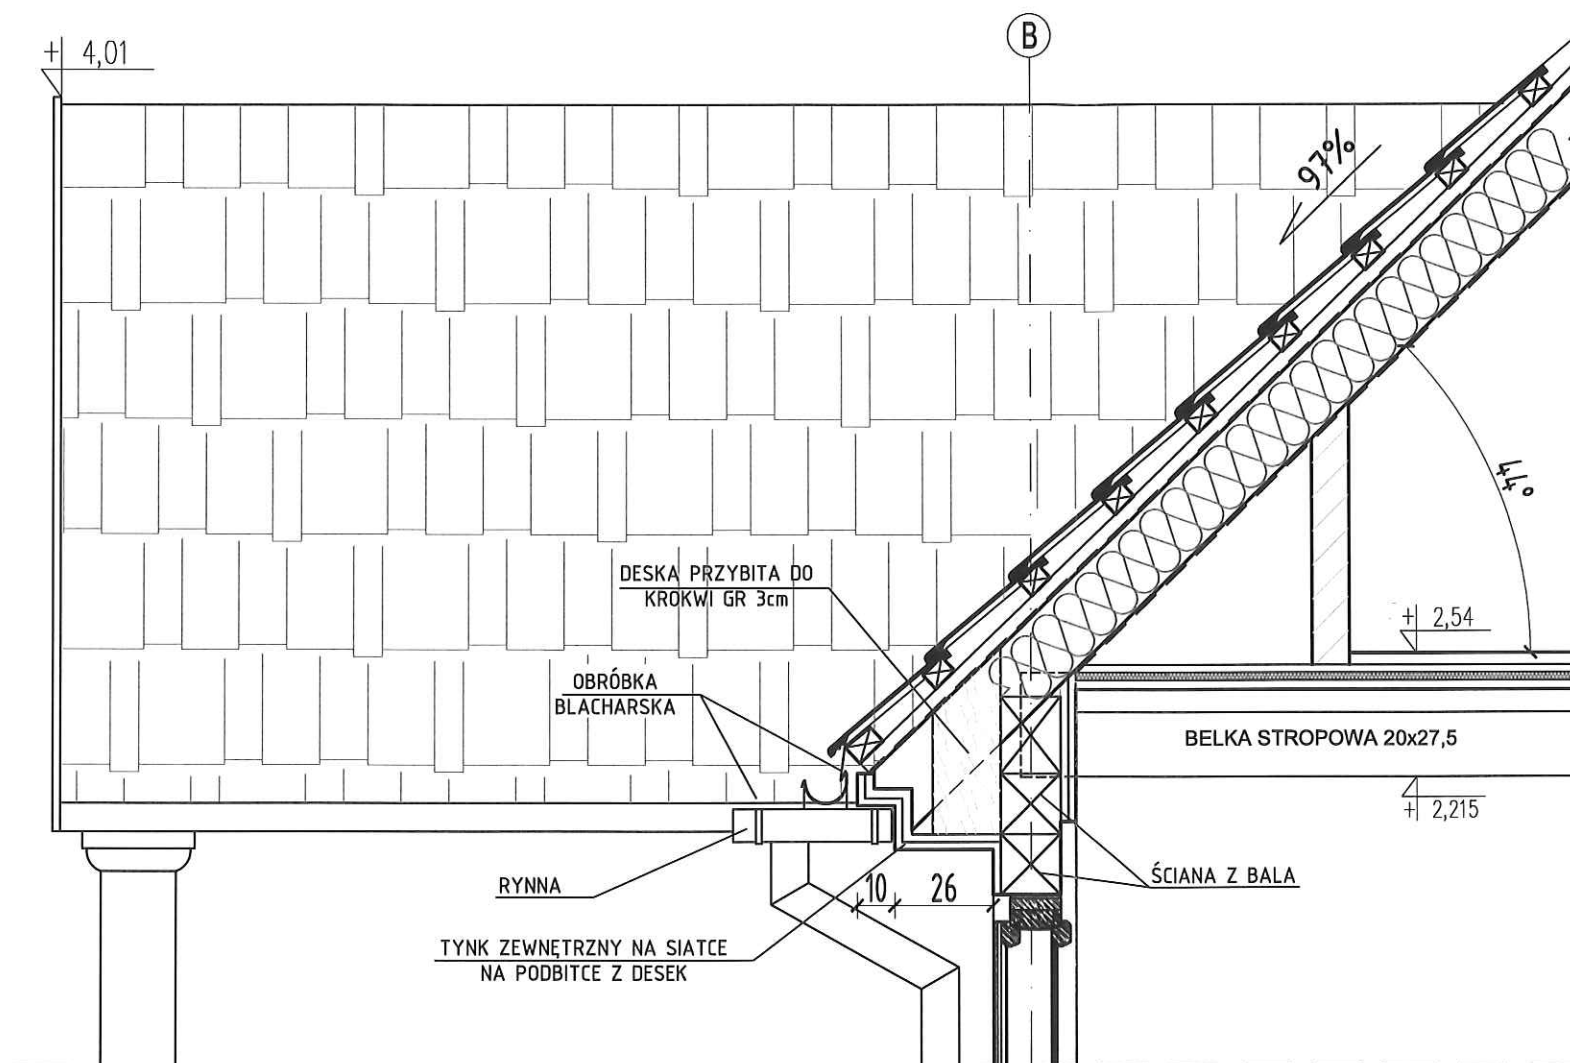 + 4,01
B
97%
44°
DESKA PRZYBITA DO
KROKWI GR 3cm
+ 2,54
OBRÓBKA
BLACHARSKA
BELKA STROPOWA 20x27,5
+ 2,215
RYNNA
10
26
ŚCIANA Z BALA
TYNK ZEWNĘTRZNY NA SIATCE
NA PODBITCE Z DESEK